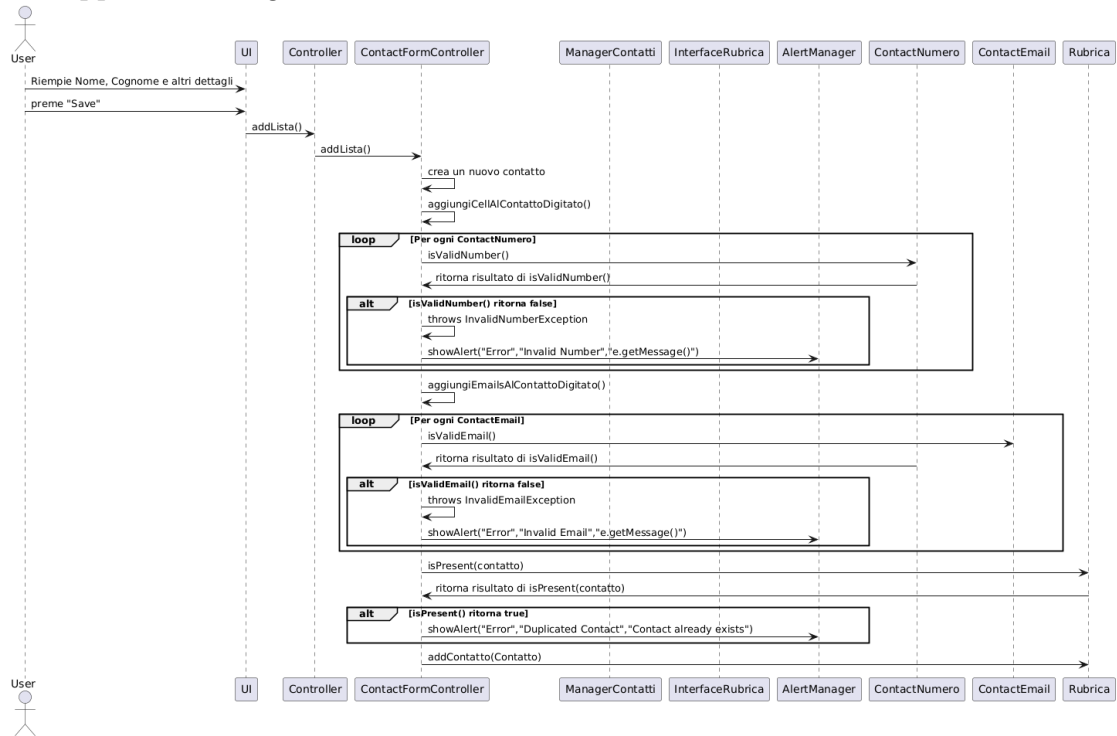 User
UI
Controller
ContactFormController
ManagerContatti
InterfaceRubrica
AlertManager
ContactNumero
ContactEmail
Rubrica
Riempie Nome, Cognome e altri dettagli
preme "Save"
addLista()
addLista()
crea un nuovo contatto
aggiungiCellAlContattoDigitato()
loop [Per ogni ContactNumero]
isValidNumber()
ritorna risultato di isValidNumber()
alt [isValidNumber() ritorna false]
throws InvalidNumberException
showAlert("Error","Invalid Number","e.getMessage()")
aggiungiEmailsAlContattoDigitato()
loop [Per ogni ContactEmail]
isValidEmail()
ritorna risultato di isValidEmail()
alt [isValidEmail() ritorna false]
throws InvalidEmailException
showAlert("Error","Invalid Email","e.getMessage()")
isPresent(contatto)
ritorna risultato di isPresent(contatto)
alt [isPresent() ritorna true]
showAlert("Error","Duplicated Contact","Contact already exists")
addContatto(Contatto)
User
UI
Controller
ContactFormController
ManagerContatti
InterfaceRubrica
AlertManager
ContactNumero
ContactEmail
Rubrica